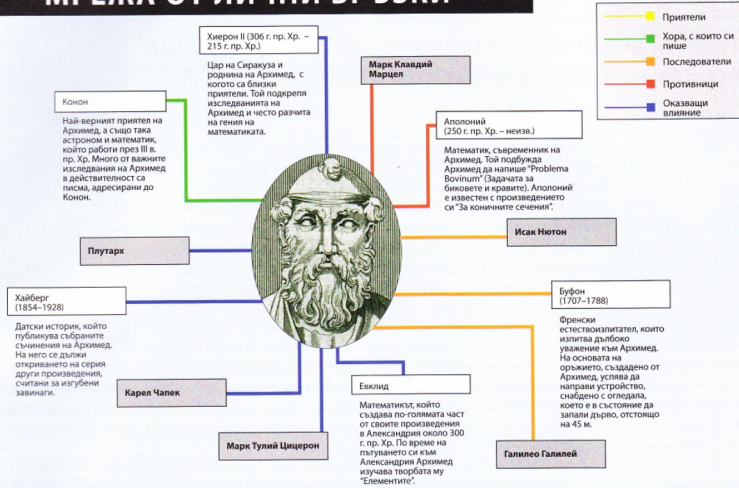 МРЕЖА ОТ ЛИЧНИ ВРЪЗКИ
Приятели
Хора, с които си
пише
Последователи
Противници
Оказващи
влияние
Хиерон II (306 г. пр. Хр. –
215 г. пр. Хр.)
Цар на Сиракуза и
роднина на Архимед, с
когото са близки
приятели. Той подкрепя
изследванията на
Архимед и често разчита
на гения на
математиката.
Марк Клавдий
Марцел
Конон
Най-верният приятел на
Архимед, а също така
астроном и математик,
който работи през III в.
пр. Хр. Много от важните
изследвания на Архимед
в действителност са
писма, адресирани до
Конон.
Аполоний
(250 г. пр. Хр. – неизв.)
Математик, съвременник на
Архимед. Той подбужда
Архимед да напише "Problema
Bovinum" (Задачата за
биковете и кравите). Аполоний
е известен с произведението
си "За коничните сечения".
Плутарх
Исак Нютон
Хайберг
(1854–1928)
Датски историк, който
публикува събраните
съчинения на Архимед.
На него се дължи
откриването на серия
други произведения,
считани за изгубени
завинаги.
Буфон
(1707–1788)
Френски
естествоизпитател, които
изпитва дълбоко
уважение към Архимед.
На основата на
оръжието, създадено от
Архимед, успява да
направи устройство,
снабдено с огледала,
което е в състояние да
запали дърво, отстоящо
на 45 м.
Карел Чапек
Евклид
Математикът, който
създава по-голямата част
от своите произведения
в Александрия около 300
г. пр. Хр. По време на
пътуването си към
Александрия Архимед
изучава творбата му
"Елементите".
Марк Тулий Цицерон
Галилео Галилей